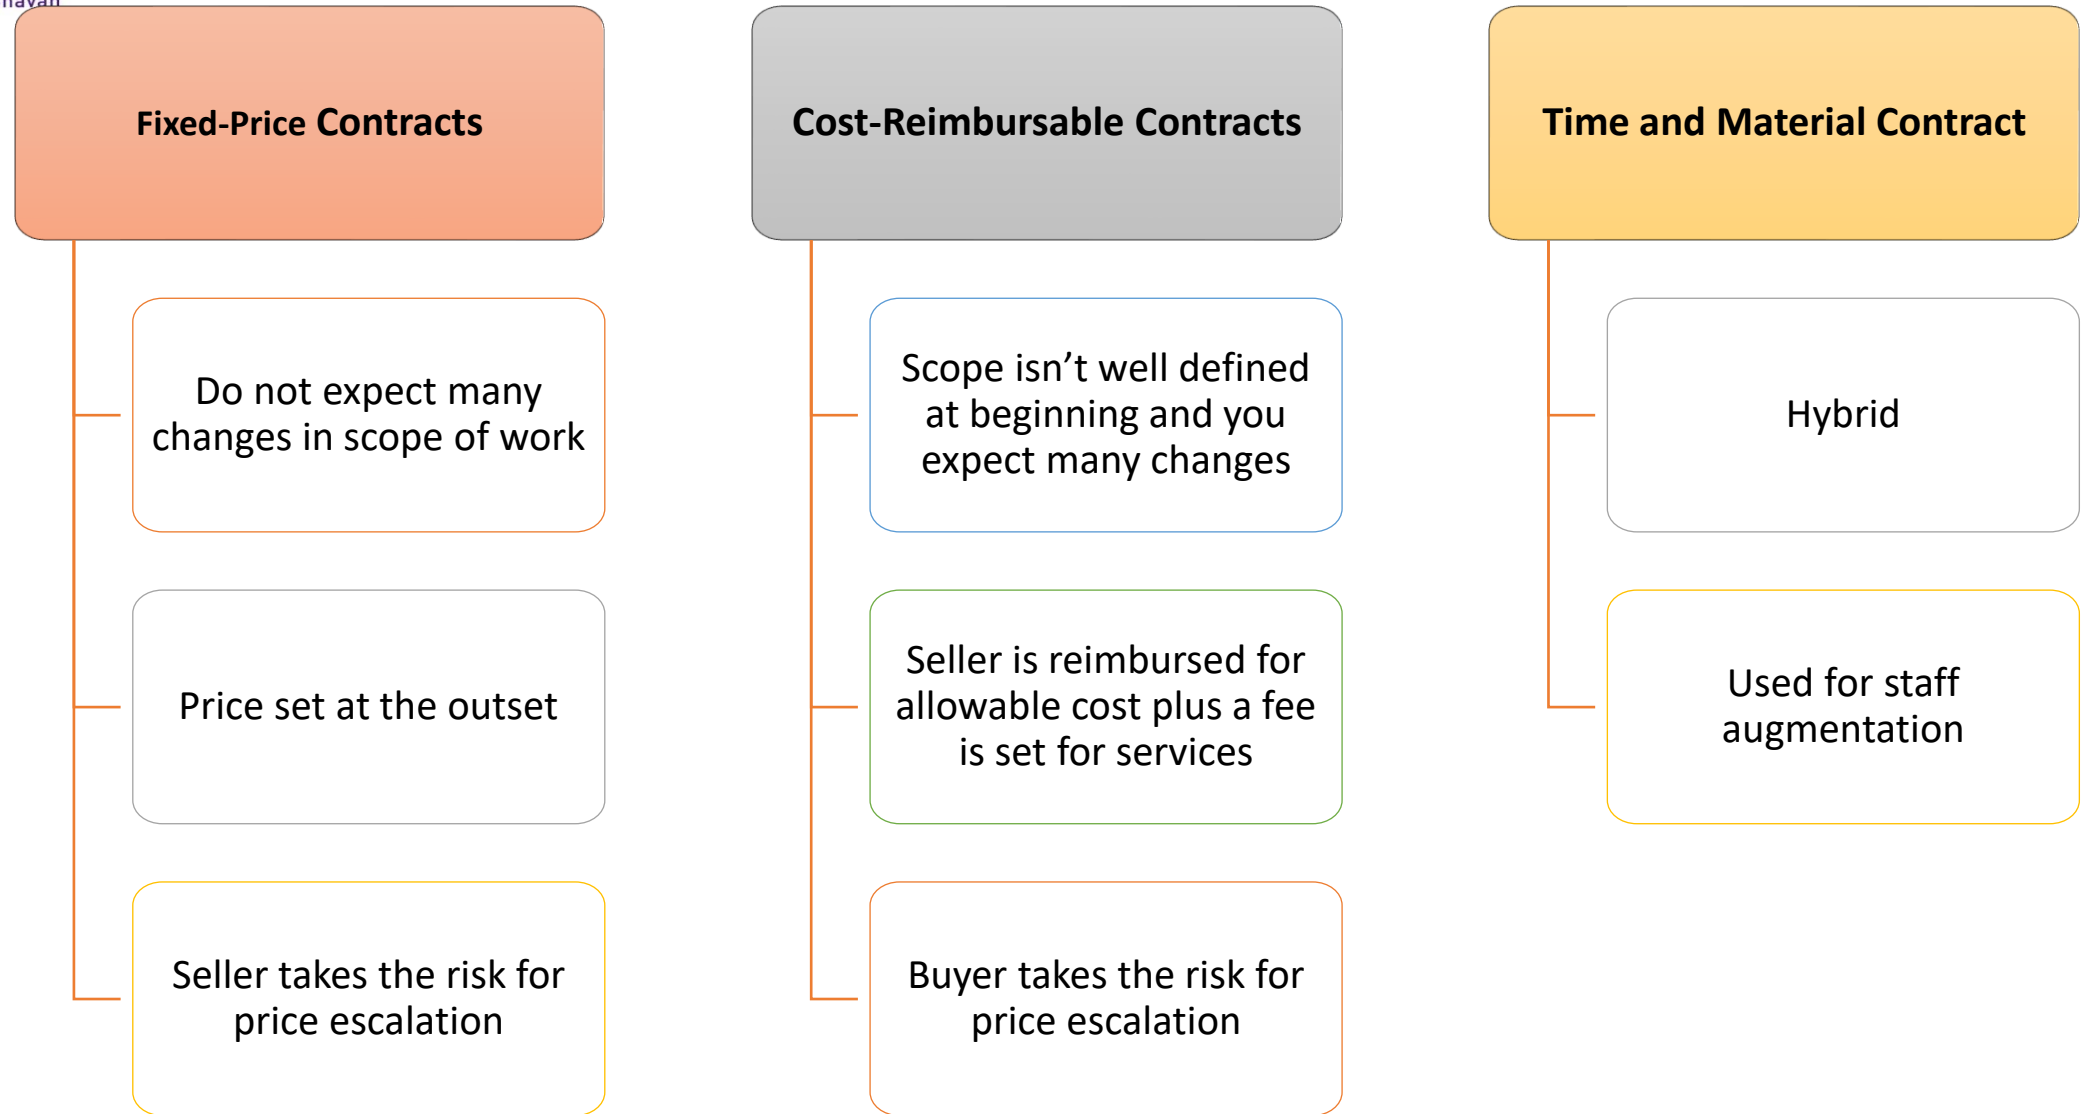 Fixed-Price Contracts
Do not expect many
changes in scope of work
Price set at the outset
Seller takes the risk for
price escalation
Cost-Reimbursable Contracts
Scope isn’t well defined
at beginning and you
expect many changes
Seller is reimbursed for
allowable cost plus a fee
is set for services
Buyer takes the risk for
price escalation
Time and Material Contract
Hybrid
Used for staff
augmentation